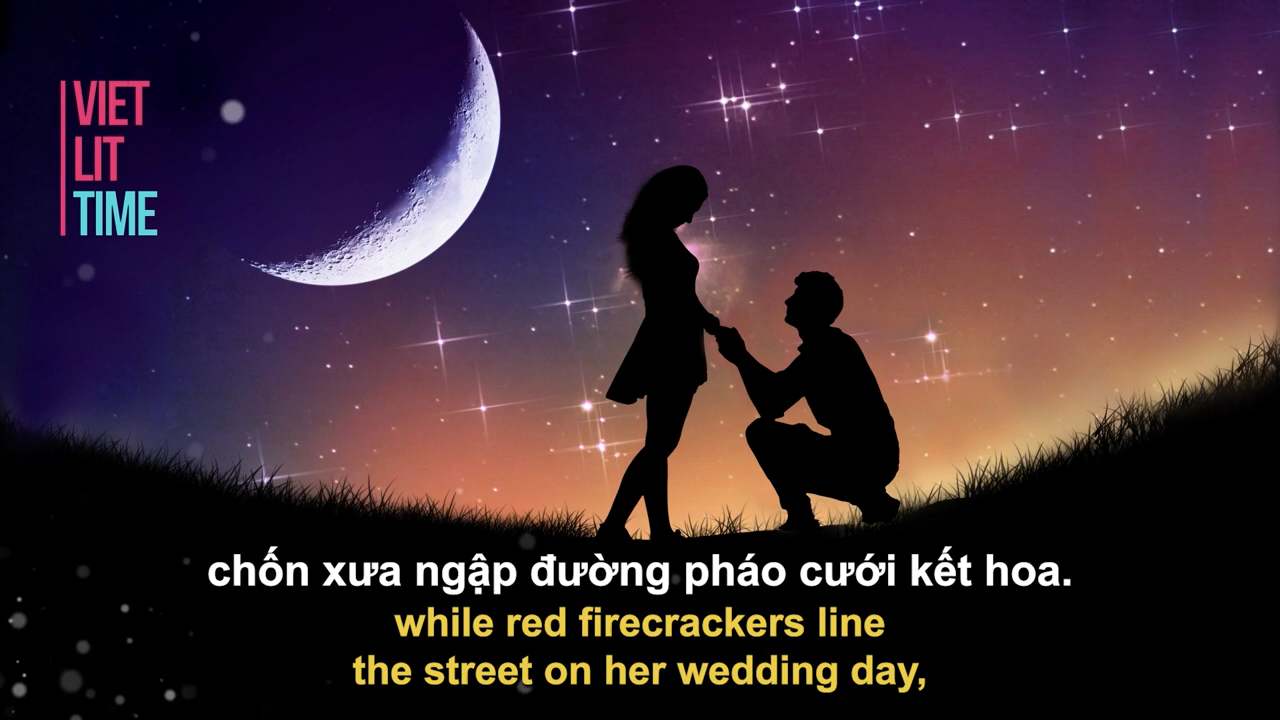 VIET
LIT
TIME
chốn xưa ngập đường pháo cưới kết hoa.
while red firecrackers line
the street on her wedding day,